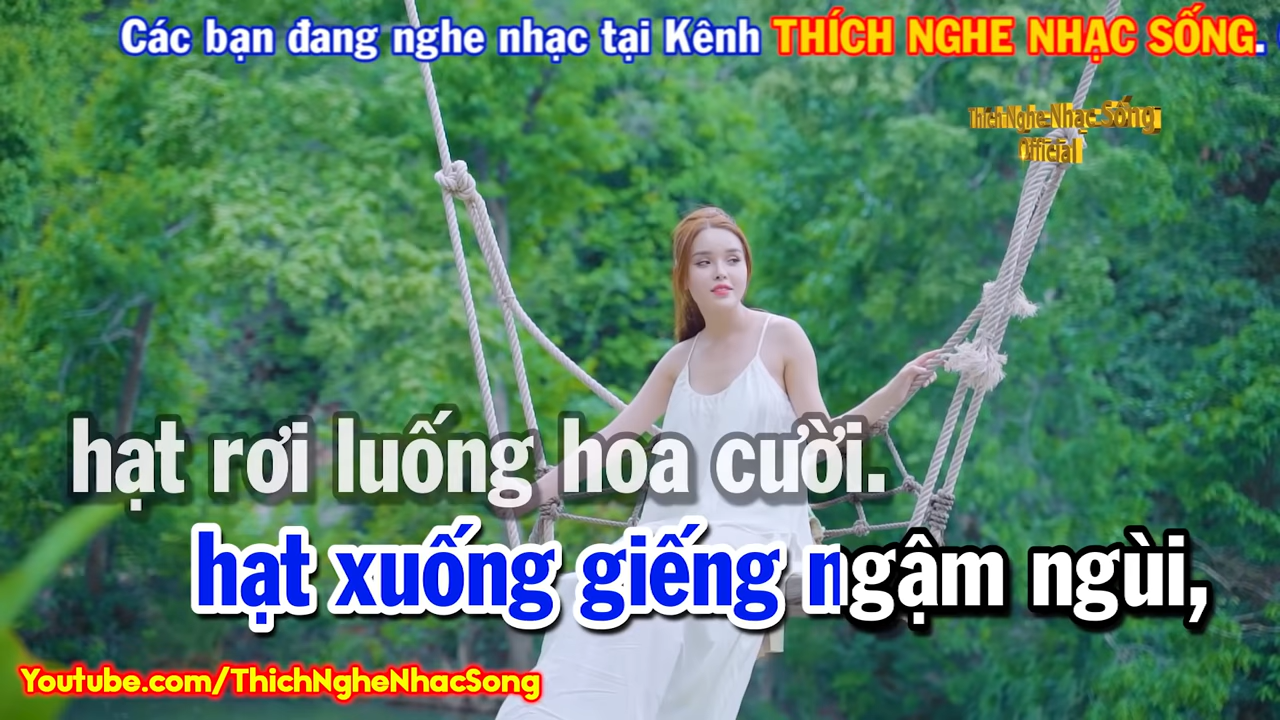 Các bạn đang nghe nhạc tại Kênh THÍCH NGHE NHẠC SỐNG.
Thích Nghe Nhạc Sống
Official
hạt rơi luống hoa cười.
hạt xuống giếng ngậm ngùi,
Youtube.com/ThichNgheNhacSong